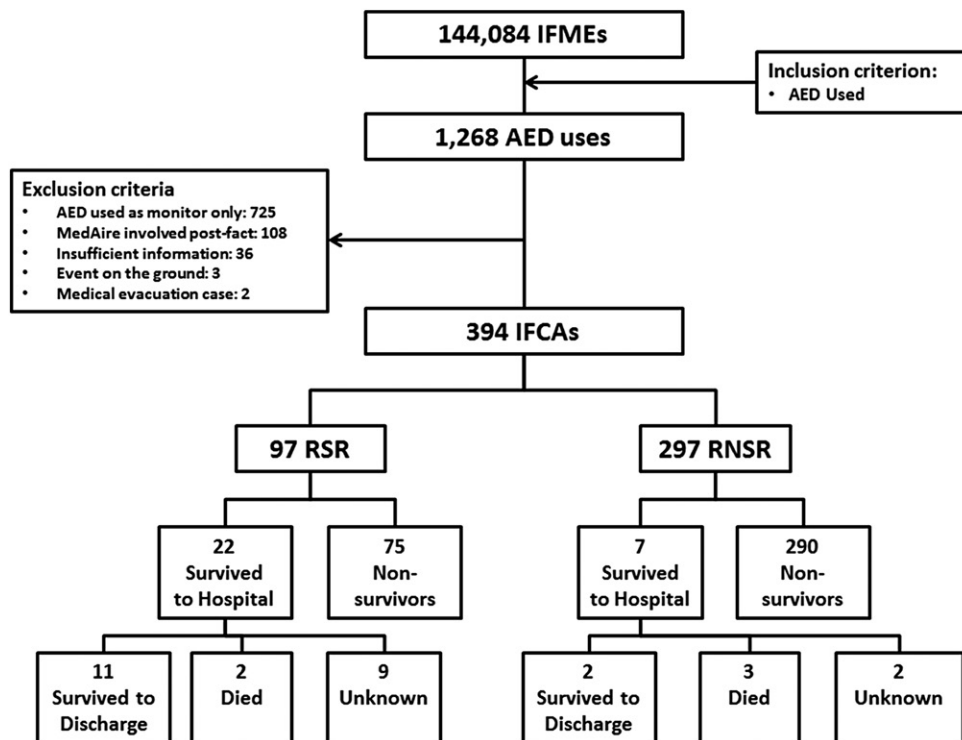 144,084 IFMEs
Inclusion criterion:
• AED Used
1,268 AED uses
Exclusion criteria
• AED used as monitor only: 725
• MedAire involved post-fact: 108
• Insufficient information: 36
• Event on the ground: 3
• Medical evacuation case: 2
394 IFCAs
97 RSR
297 RNSR
22
Survived
to Hospital
75
Non-
survivors
7
Survived
to Hospital
290
Non-
survivors
11
Survived to
Discharge
2
Died
9
Unknown
2
Survived to
Discharge
3
Died
2
Unknown